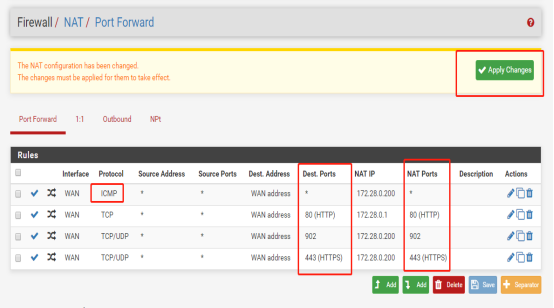 Firewall / NAT / Port Forward
The NAT configuration has been changed.
The changes must be applied for them to take effect.
Apply Changes
Port Forward 1:1 Outbound NPt
Rules
Interface Protocol Source Address Source Ports Dest. Address Dest. Ports NAT IP NAT Ports Description Actions
WAN ICMP * * WAN address * 172.28.0.200 *
WAN TCP * * WAN address 80 (HTTP) 172.28.0.1 80 (HTTP)
WAN TCP/UDP * * WAN address 902 172.28.0.200 902
WAN TCP/UDP * * WAN address 443 (HTTPS) 172.28.0.200 443 (HTTPS)
Add Add Delete Save Separator